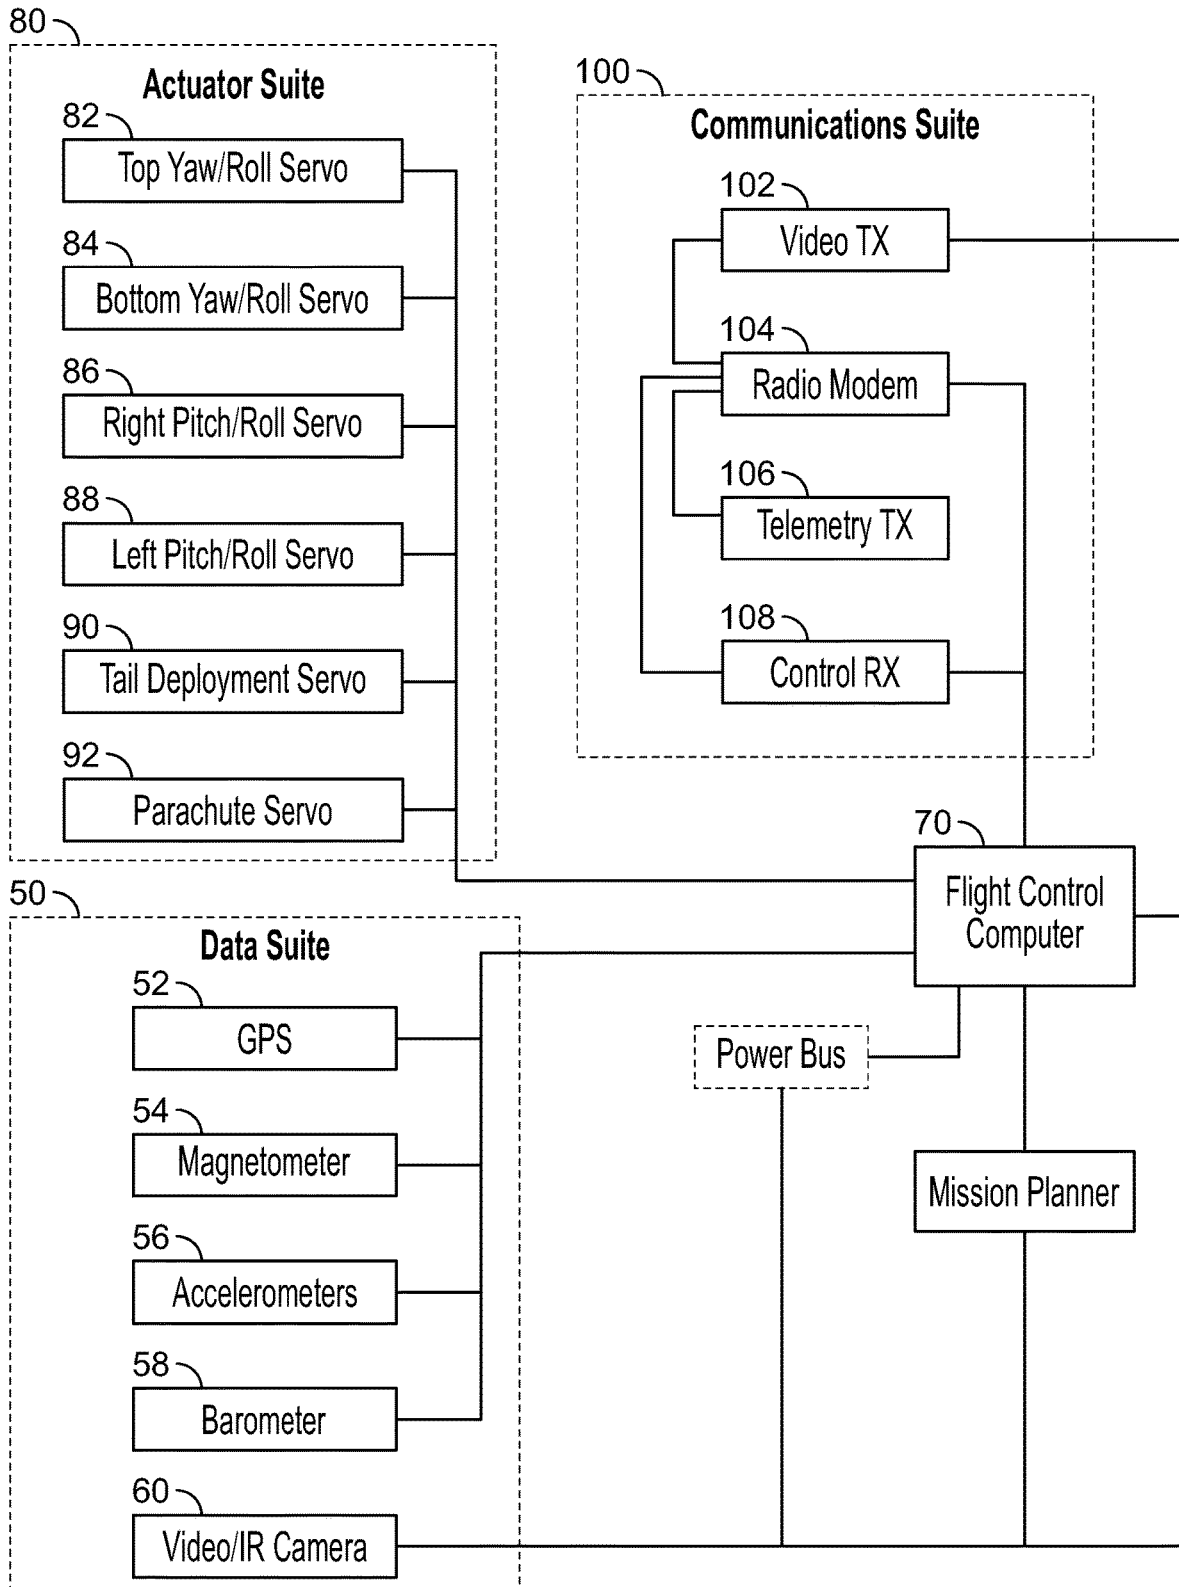 80
Actuator Suite
82
Top Yaw/Roll Servo
84
Bottom Yaw/Roll Servo
86
Right Pitch/Roll Servo
88
Left Pitch/Roll Servo
90
Tail Deployment Servo
92
Parachute Servo
100
Communications Suite
102
Video TX
104
Radio Modem
106
Telemetry TX
108
Control RX
70
Flight Control
Computer
50
Data Suite
52
GPS
54
Magnetometer
56
Accelerometers
58
Barometer
60
Video/IR Camera
Power Bus
Mission Planner